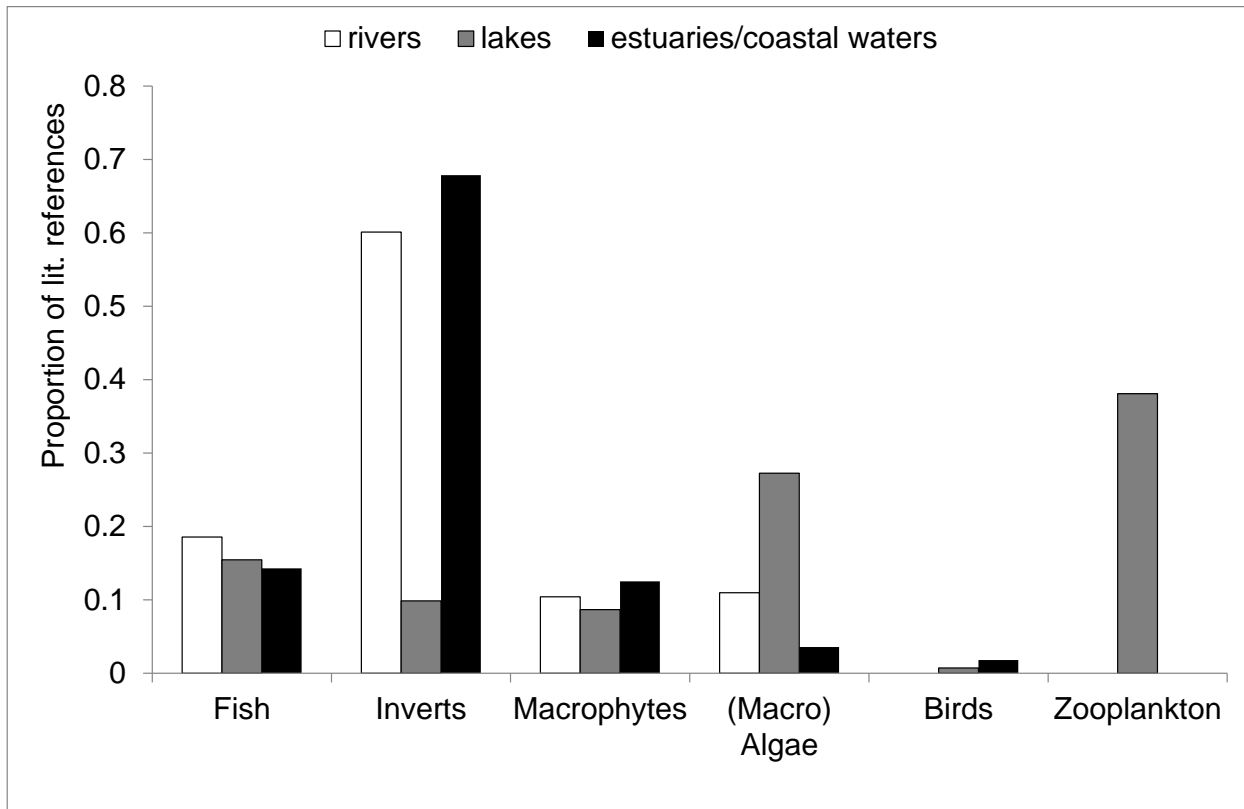 rivers lakes estuaries/coastal waters
Proportion of lit. references
0.8
0.7
0.6
0.5
0.4
0.3
0.2
0.1
0
Fish Inverts Macrophytes (Macro) Birds Zooplankton
Algae